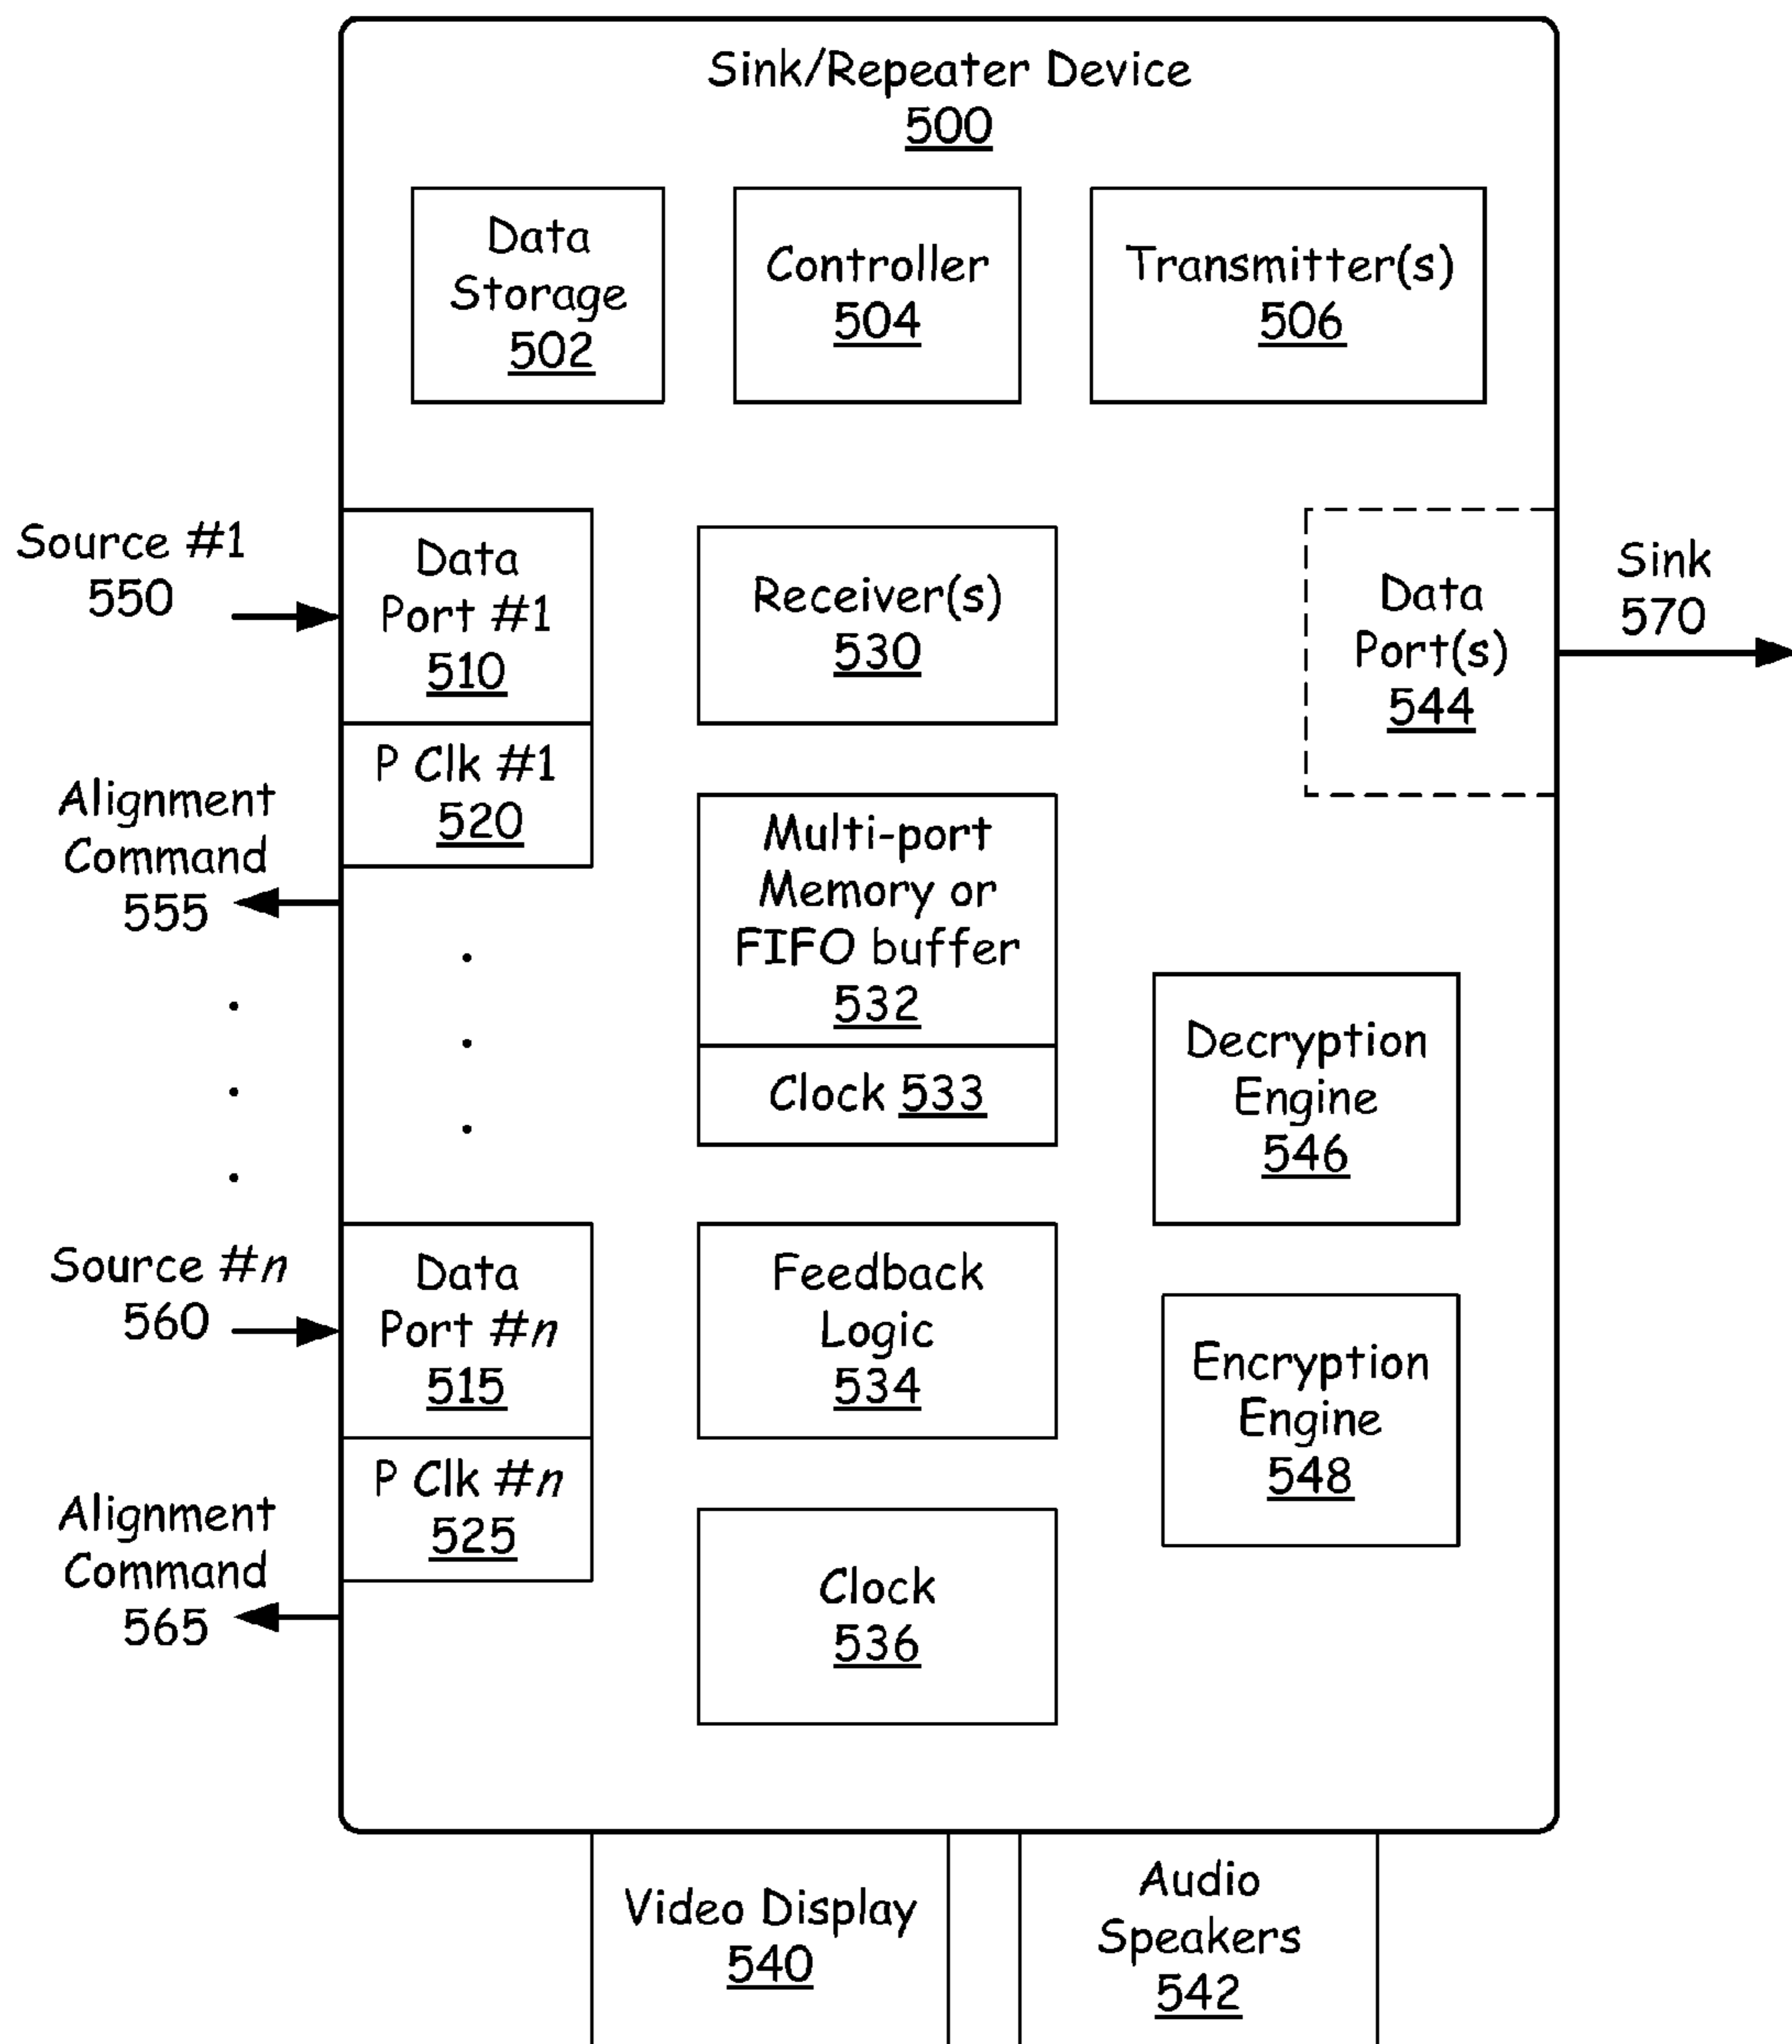 Sink/Repeater Device
500
Data
Storage
502
Controller
504
Transmitter(s)
506
Source #1
550
Data
Port #1
510
Receiver(s)
530
Data
Port(s)
544
Sink
570
P Clk #1
520
Alignment
Command
555
Multi-port
Memory or
FIFO buffer
532
Clock 533
Decryption
Engine
546
Source #n
560
Data
Port #n
515
Feedback
Logic
534
Encryption
Engine
548
P Clk #n
525
Alignment
Command
565
Clock
536
Video Display
540
Audio
Speakers
542